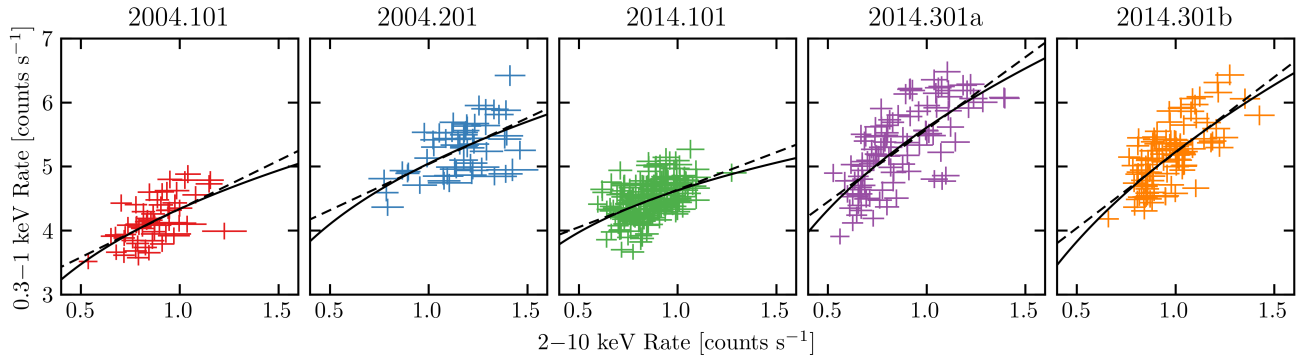 2004.101 2004.201 2014.101 2014.301a 2014.301b
0.3−1 keV Rate [counts s⁻¹]
7
6
5
4
3
0.5 1.0 1.5 0.5 1.0 1.5 0.5 1.0 1.5 0.5 1.0 1.5 0.5 1.0 1.5
2−10 keV Rate [counts s⁻¹]